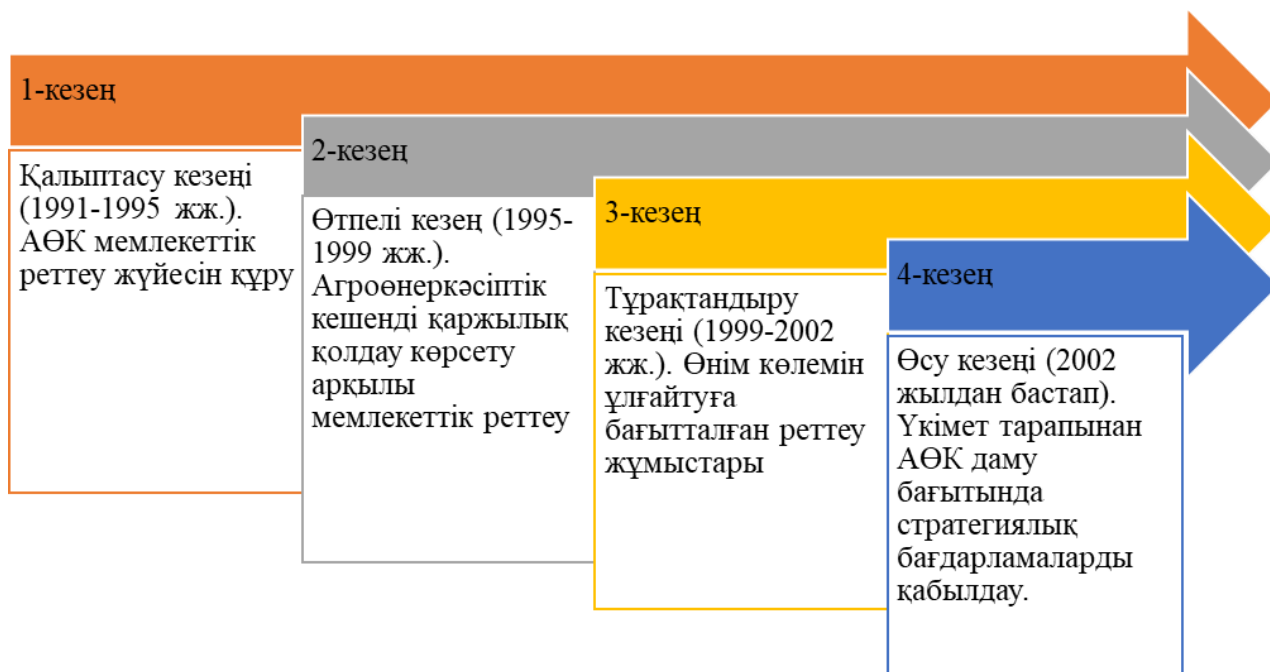 1-кезең
Қалыптасу кезеңі
(1991-1995 жж.).
АӨК мемлекеттік
реттеу жүйесін құру
2-кезең
Өтпелі кезең (1995-
1999 жж.).
Агроөнеркәсіптік
кешенді қаржылық
қолдау көрсету
арқылы
мемлекеттік реттеу
3-кезең
Тұрақтандыру
кезеңі (1999-2002
жж.). Өнім көлемін
ұлғайтуға
бағытталған реттеу
жұмыстары
4-кезең
Өсу кезеңі (2002
жылдан бастап).
Үкімет тарапынан
АӨК даму
бағытында
стратегиялық
бағдарламаларды
қабылдау.